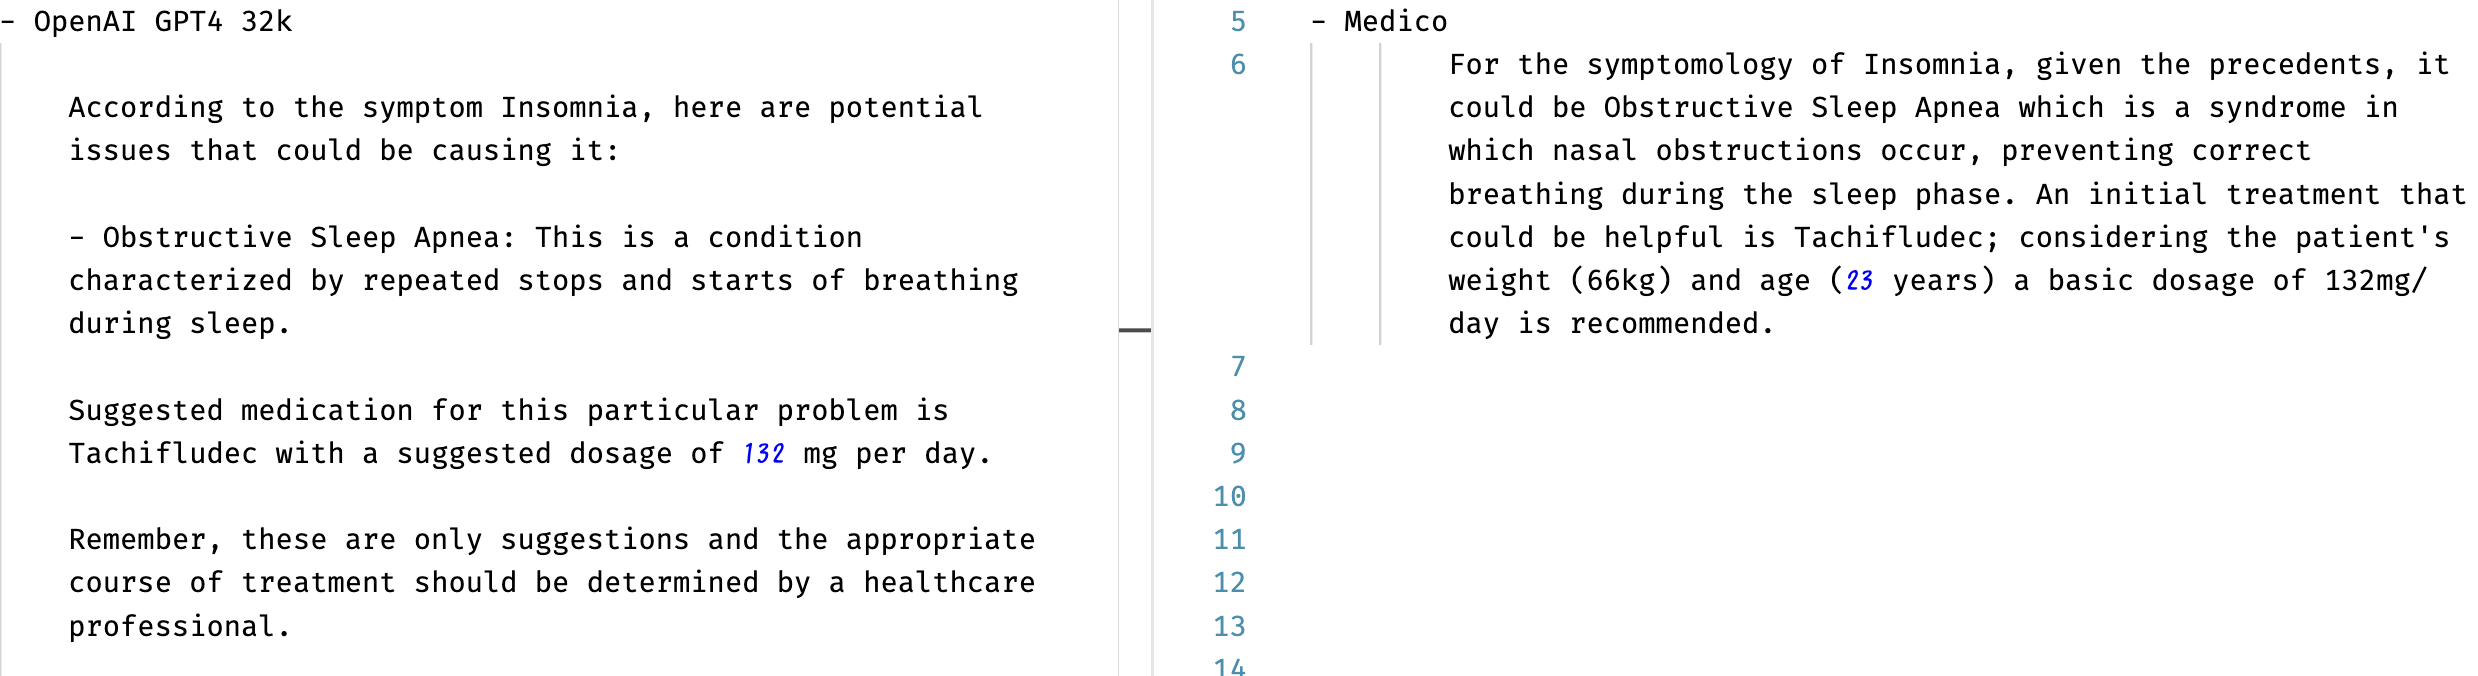 - OpenAI GPT4 32k
According to the symptom Insomnia, here are potential
issues that could be causing it:
- Obstructive Sleep Apnea: This is a condition
characterized by repeated stops and starts of breathing
during sleep.
Suggested medication for this particular problem is
Tachifludec with a suggested dosage of 132 mg per day.
Remember, these are only suggestions and the appropriate
course of treatment should be determined by a healthcare
professional.
5 - Medico
6 For the symptomology of Insomnia, given the precedents, it
could be Obstructive Sleep Apnea which is a syndrome in
which nasal obstructions occur, preventing correct
breathing during the sleep phase. An initial treatment that
could be helpful is Tachifludec; considering the patient's
weight (66kg) and age (23 years) a basic dosage of 132mg/
day is recommended.
7
8
9
10
11
12
13
14